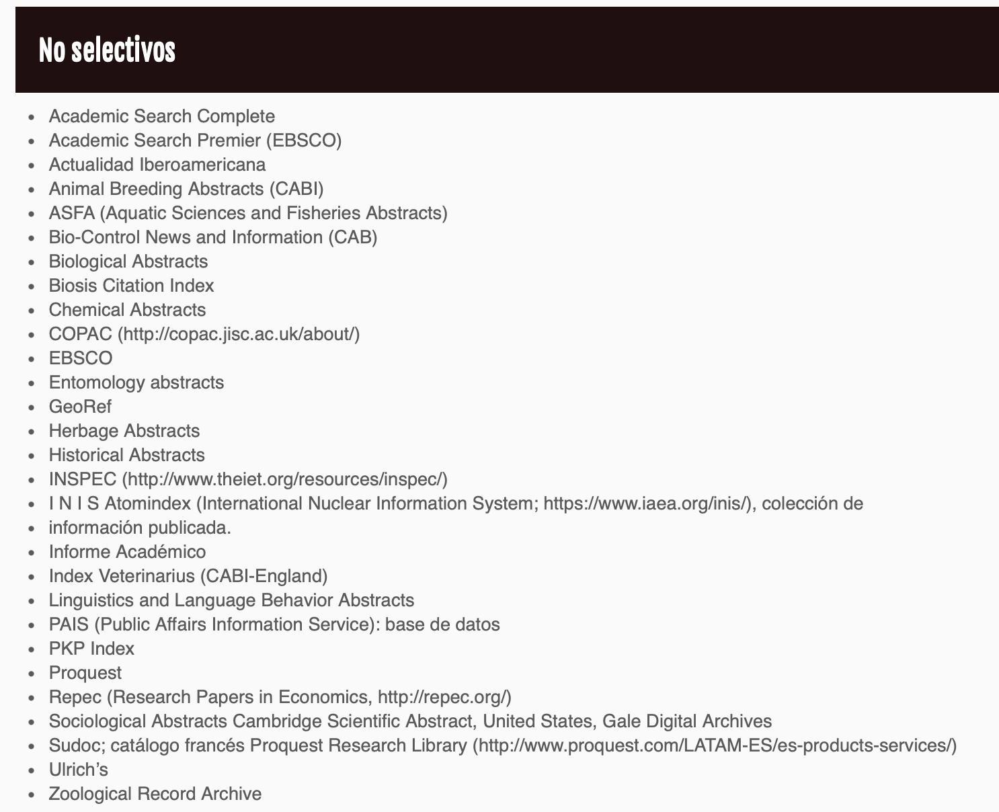 No selectivos
• Academic Search Complete
• Academic Search Premier (EBSCO)
• Actualidad Iberoamericana
• Animal Breeding Abstracts (CABI)
• ASFA (Aquatic Sciences and Fisheries Abstracts)
• Bio-Control News and Information (CAB)
• Biological Abstracts
• Biosis Citation Index
• Chemical Abstracts
• COPAC (http://copac.jisc.ac.uk/about/)
• EBSCO
• Entomology abstracts
• GeoRef
• Herbage Abstracts
• Historical Abstracts
• INSPEC (http://www.theiet.org/resources/inspec/)
• I N I S Atomindex (International Nuclear Information System; https://www.iaea.org/inis/), colección de
• información publicada.
• Informe Académico
• Index Veterinarius (CABI-England)
• Linguistics and Language Behavior Abstracts
• PAIS (Public Affairs Information Service): base de datos
• PKP Index
• Proquest
• Repec (Research Papers in Economics, http://repec.org/)
• Sociological Abstracts Cambridge Scientific Abstract, United States, Gale Digital Archives
• Sudoc; catálogo francés Proquest Research Library (http://www.proquest.com/LATAM-ES/es-products-services/)
• Ulrich’s
• Zoological Record Archive